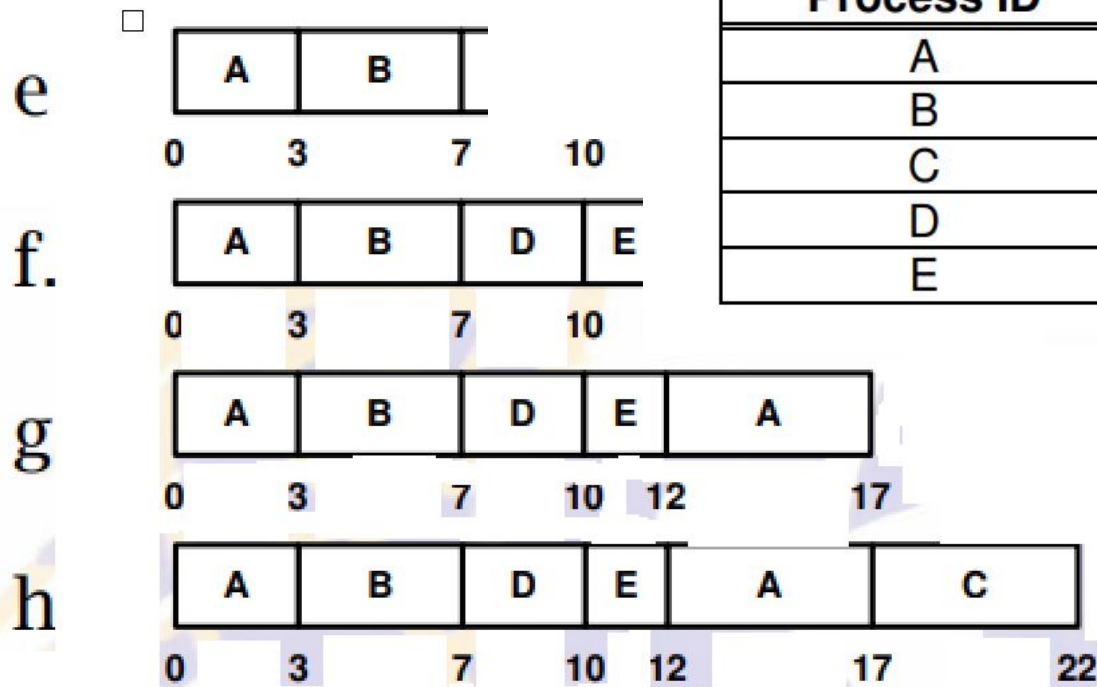 Process ID
A
B
C
D
E
e
A B
0 3 7 10
f.
A B D E
0 3 7 10
g
A B D E A
0 3 7 10 12 17
h
A B D E A C
0 3 7 10 12 17 22